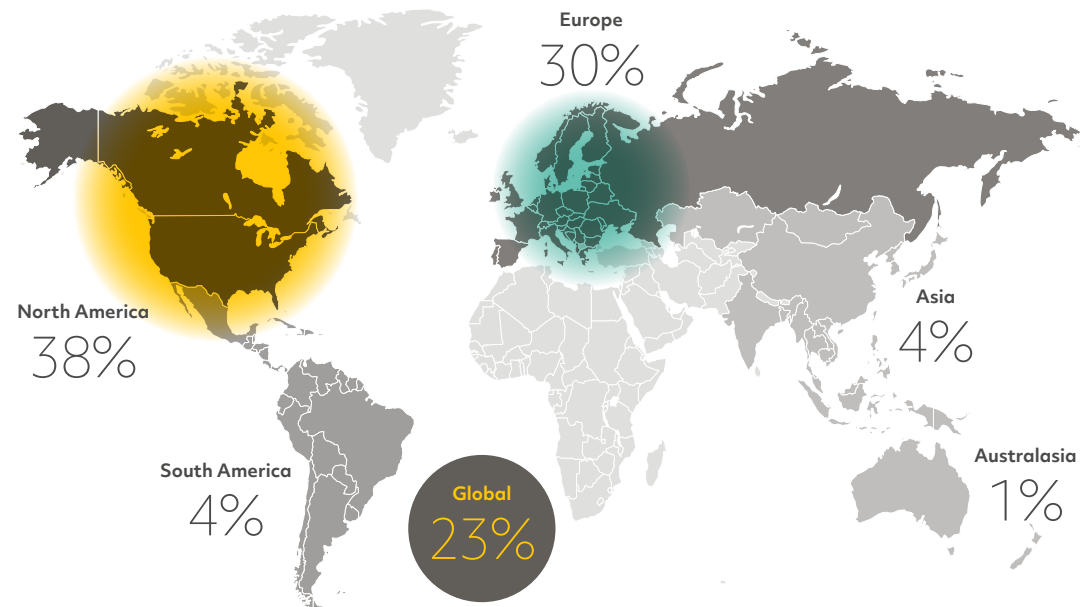 Europe
30%
North America
38%
Asia
4%
South America
4%
Global
23%
Australasia
1%